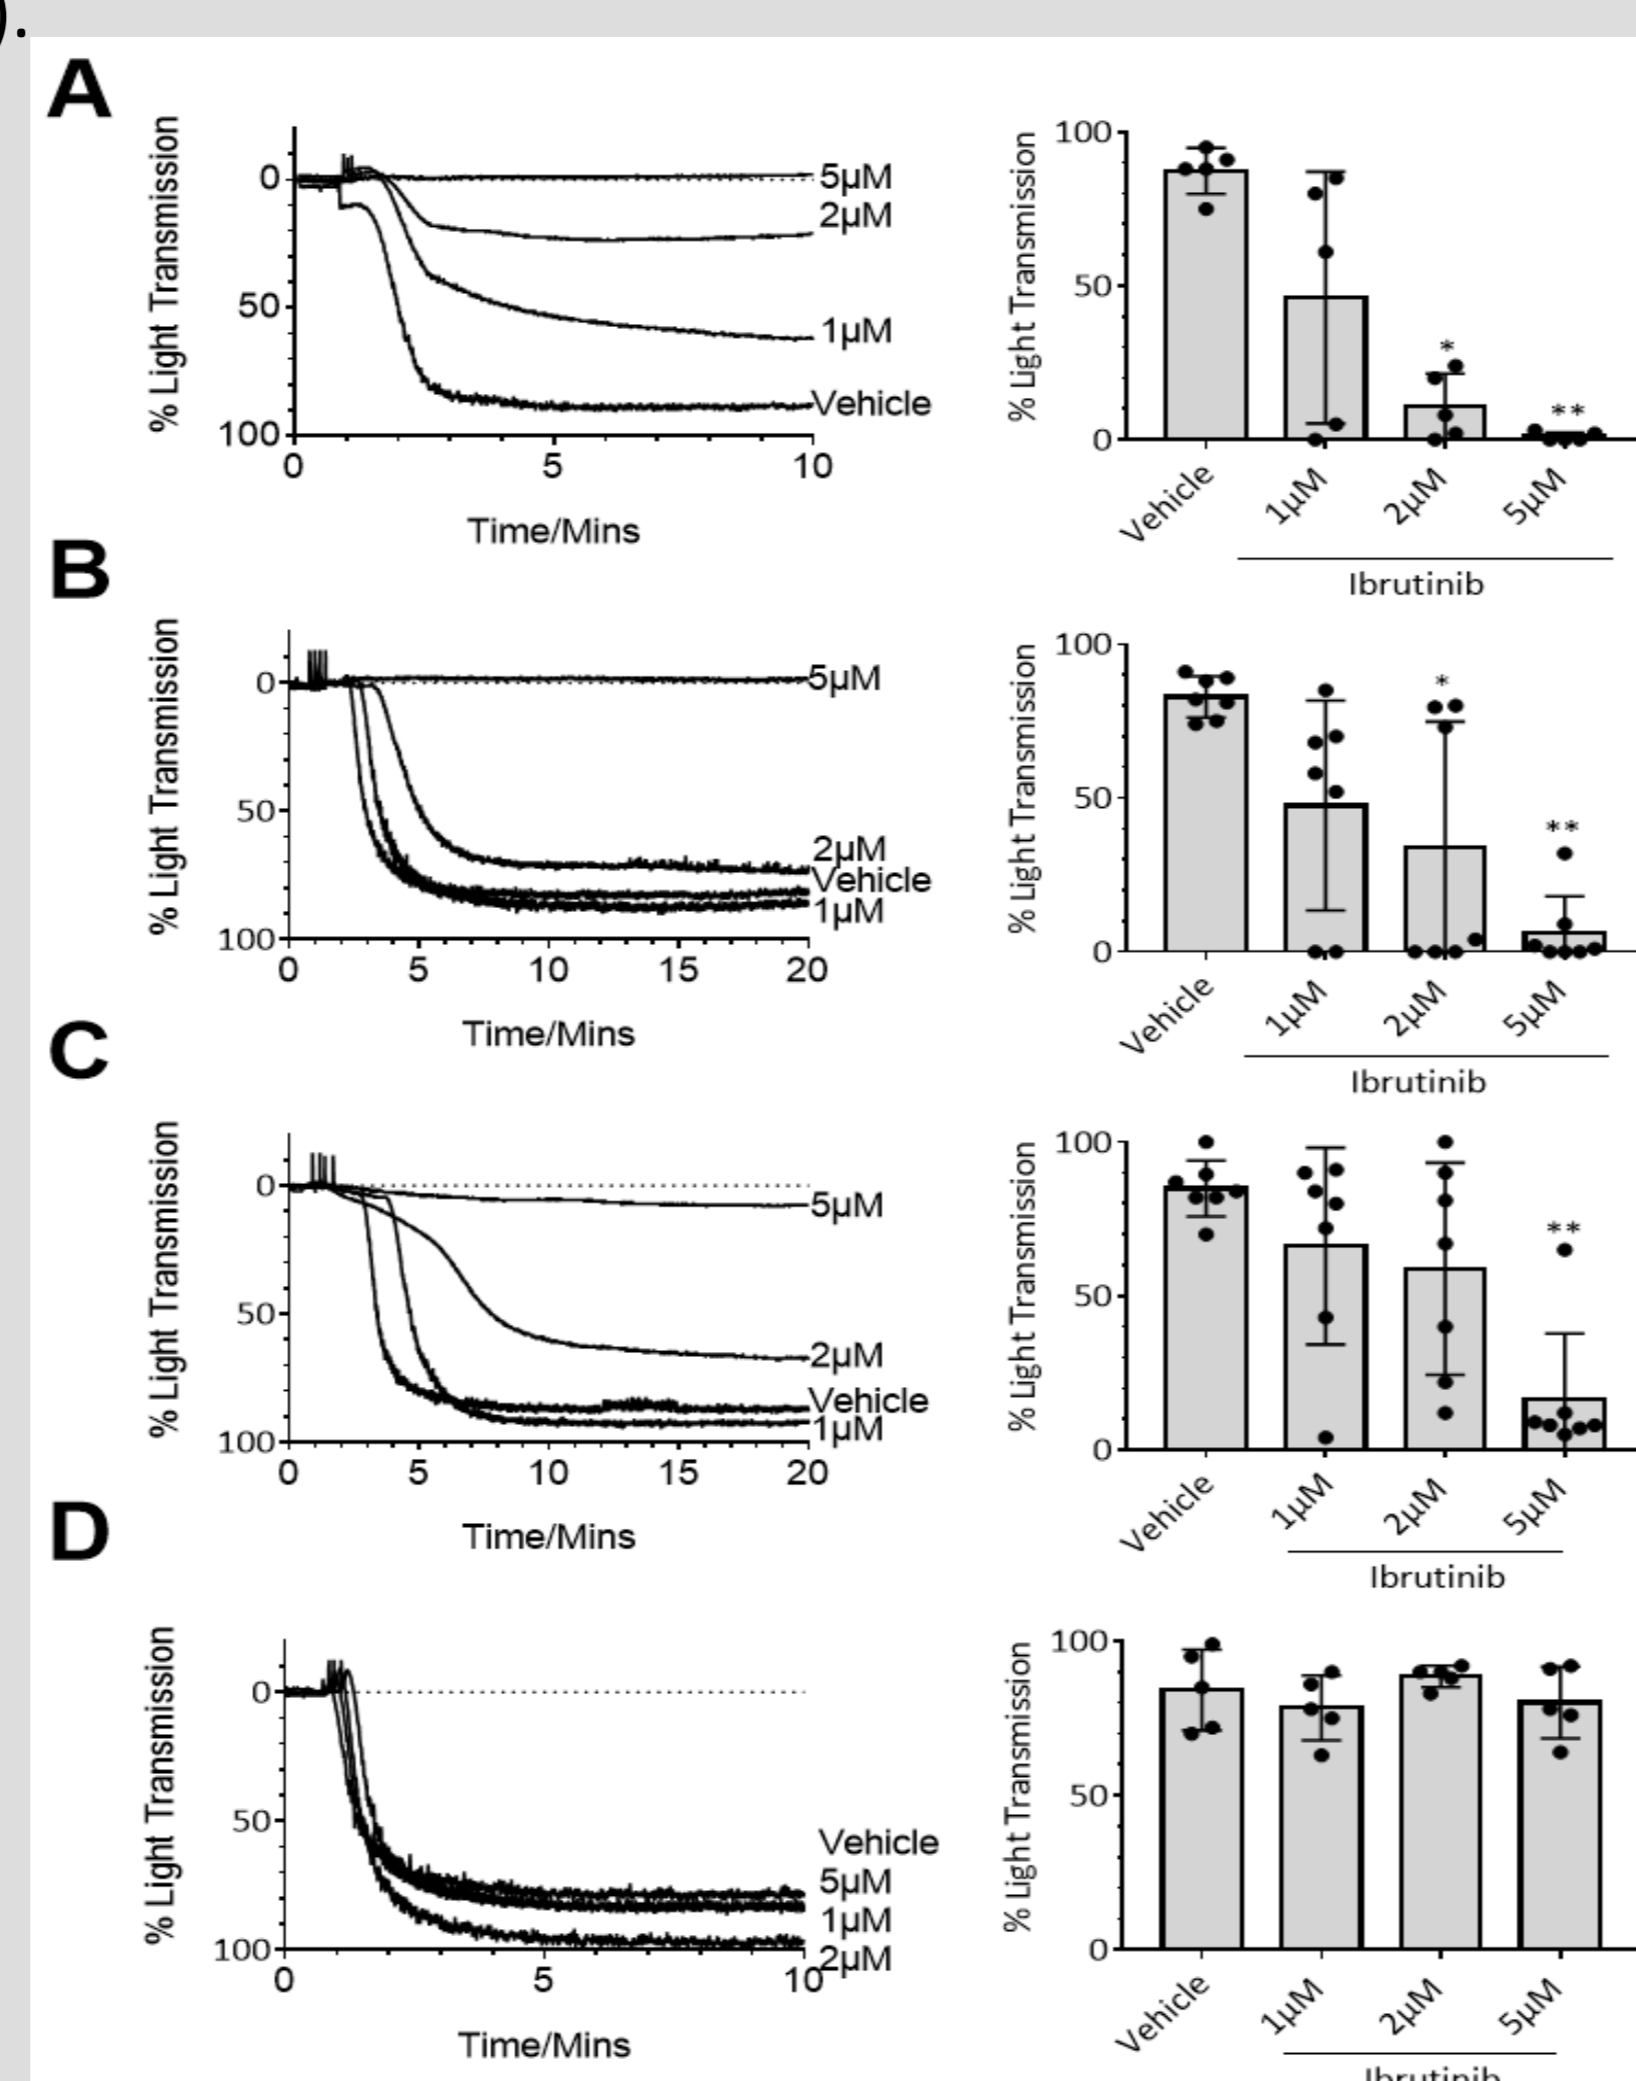 ).
A
% Light Transmission
0
50
100
0
5
10
Time/Mins
5µM
2µM
1µM
Vehicle
% Light Transmission
100
50
0
*
**
Vehicle
1µM
2µM
5µM
Ibrutinib
B
% Light Transmission
0
50
100
0
5
10
15
20
Time/Mins
5µM
2µM
Vehicle
1µM
% Light Transmission
100
50
0
*
**
Vehicle
1µM
2µM
5µM
Ibrutinib
C
% Light Transmission
0
50
100
0
5
10
15
20
Time/Mins
5µM
2µM
Vehicle
1µM
% Light Transmission
100
50
0
**
Vehicle
1µM
2µM
5µM
Ibrutinib
D
% Light Transmission
0
50
100
0
5
10
Time/Mins
Vehicle
5µM
1µM
2µM
% Light Transmission
100
50
0
Vehicle
1µM
2µM
5µM
Ibrutinib